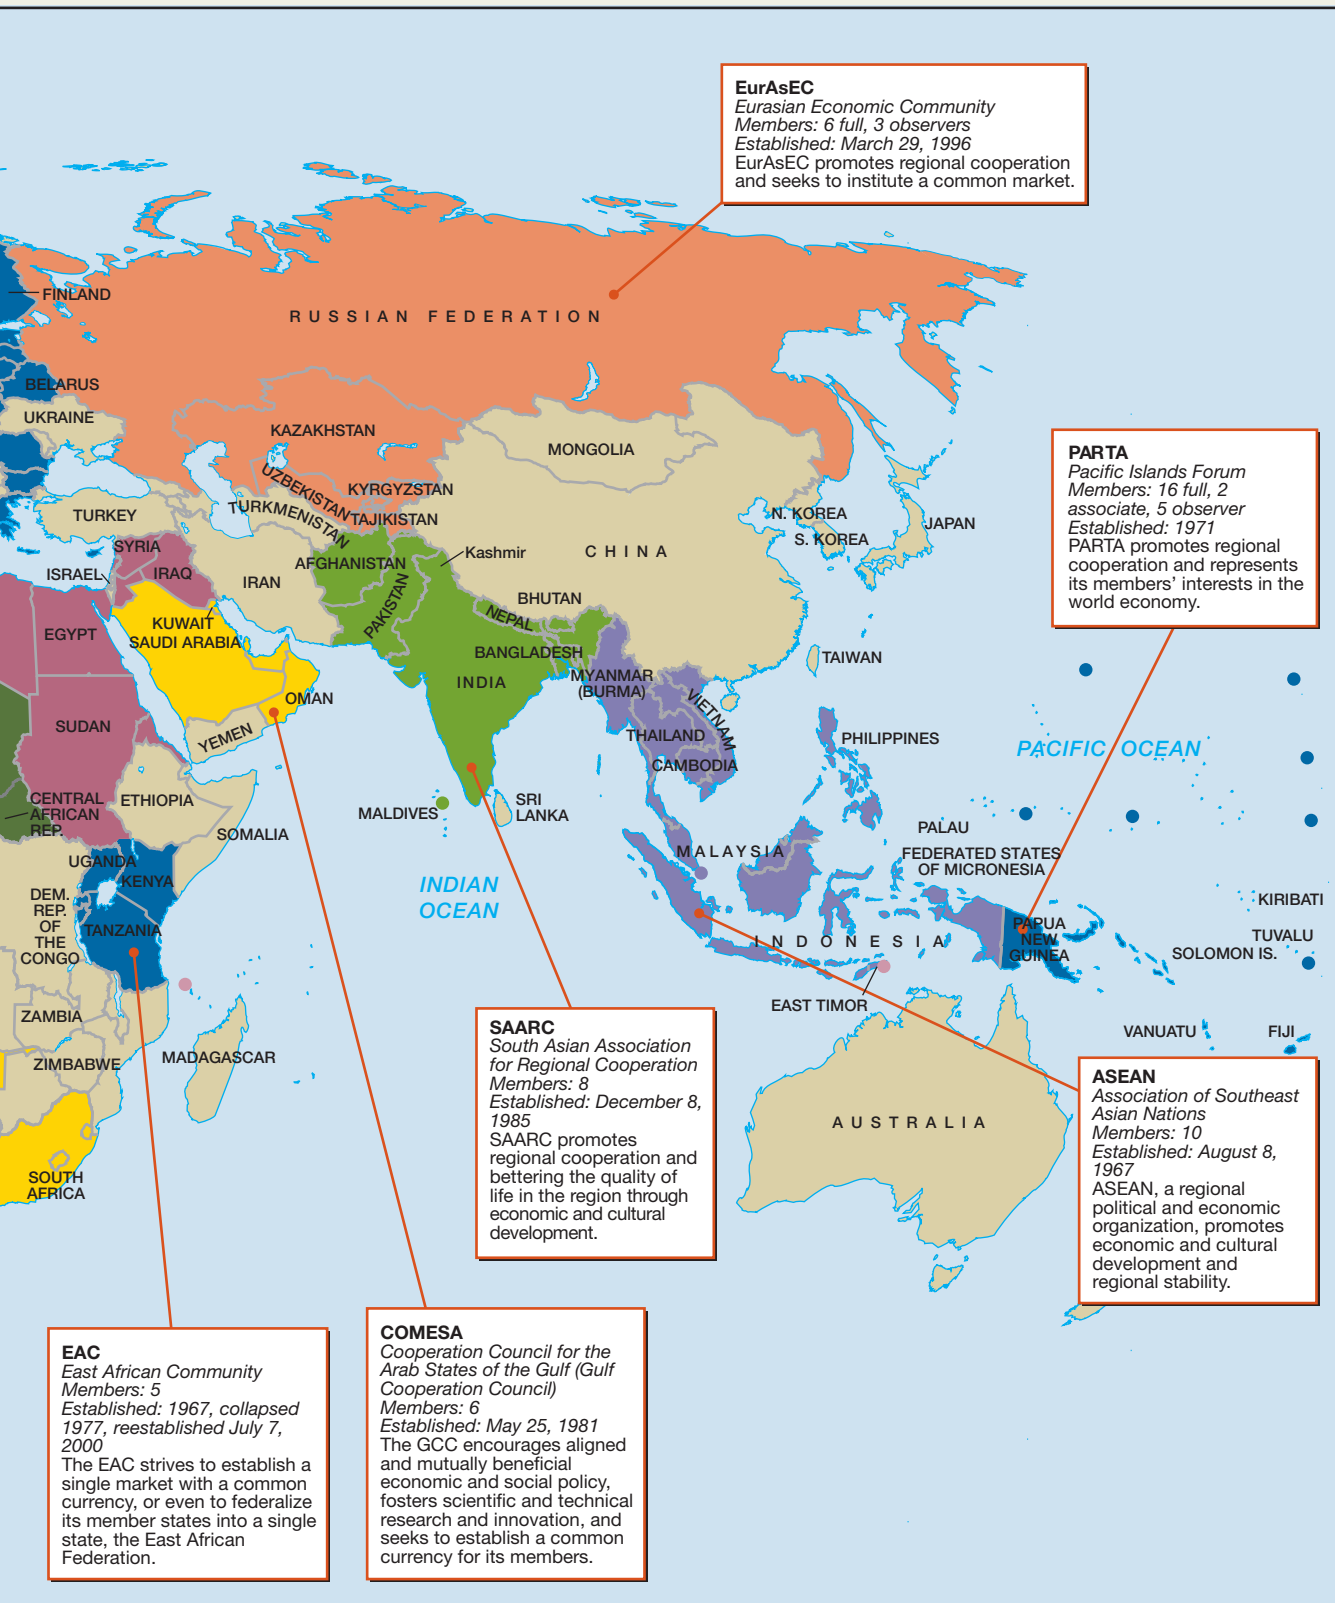 EurAsEC
Eurasian Economic Community
Members: 6 full, 3 observers
Established: March 29, 1996
EurAsEC promotes regional cooperation
and seeks to institute a common market.
FINLAND
RUSSIAN FEDERATION
BELARUS
UKRAINE
KAZAKHSTAN
MONGOLIA
UZBEKISTAN
KYRGYZSTAN
TURKMENISTAN
TAJIKISTAN
TURKEY
N. KOREA
S. KOREA
JAPAN
SYRIA
ISRAEL
IRAQ
IRAN
AFGHANISTAN
Kashmir
CHINA
PAKISTAN
KUWAIT
SAUDI ARABIA
EGYPT
BHUTAN
NEPAL
BANGLADESH
INDIA
MYANMAR
(BURMA)
TAIWAN
OMAN
YEMEN
SUDAN
VIETNAM
THAILAND
CAMBODIA
PHILIPPINES
PACIFIC OCEAN
CENTRAL
AFRICAN
REP.
ETHIOPIA
SOMALIA
MALDIVES
SRI
LANKA
PALAU
FEDERATED STATES
OF MICRONESIA
MALAYSIA
UGANDA
KENYA
DEM.
REP.
OF
THE
CONGO
TANZANIA
INDIAN
OCEAN
INDONESIA
PAPUA
NEW
GUINEA
KIRIBATI
TUVALU
SOLOMON IS.
EAST TIMOR
ZAMBIA
ZIMBABWE
MADAGASCAR
VANUATU
FIJI
AUSTRALIA
SOUTH
AFRICA
PARTA
Pacific Islands Forum
Members: 16 full, 2
associate, 5 observer
Established: 1971
PARTA promotes regional
cooperation and represents
its members' interests in the
world economy.
SAARC
South Asian Association
for Regional Cooperation
Members: 8
Established: December 8,
1985
SAARC promotes
regional cooperation and
bettering the quality of
life in the region through
economic and cultural
development.
ASEAN
Association of Southeast
Asian Nations
Members: 10
Established: August 8,
1967
ASEAN, a regional
political and economic
organization, promotes
economic and cultural
development and
regional stability.
EAC
East African Community
Members: 5
Established: 1967, collapsed
1977, reestablished July 7,
2000
The EAC strives to establish a
single market with a common
currency, or even to federalize
its member states into a single
state, the East African
Federation.
COMESA
Cooperation Council for the
Arab States of the Gulf (Gulf
Cooperation Council)
Members: 6
Established: May 25, 1981
The GCC encourages aligned
and mutually beneficial
economic and social policy,
fosters scientific and technical
research and innovation, and
seeks to establish a common
currency for its members.